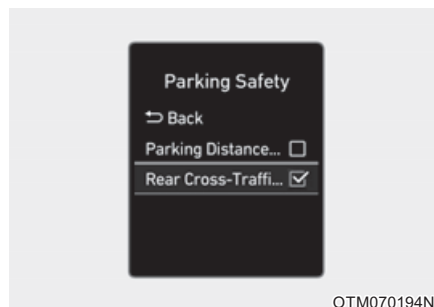 Parking Safety
Back
Parking Distance...
Rear Cross-Traffi...
OTM070194N